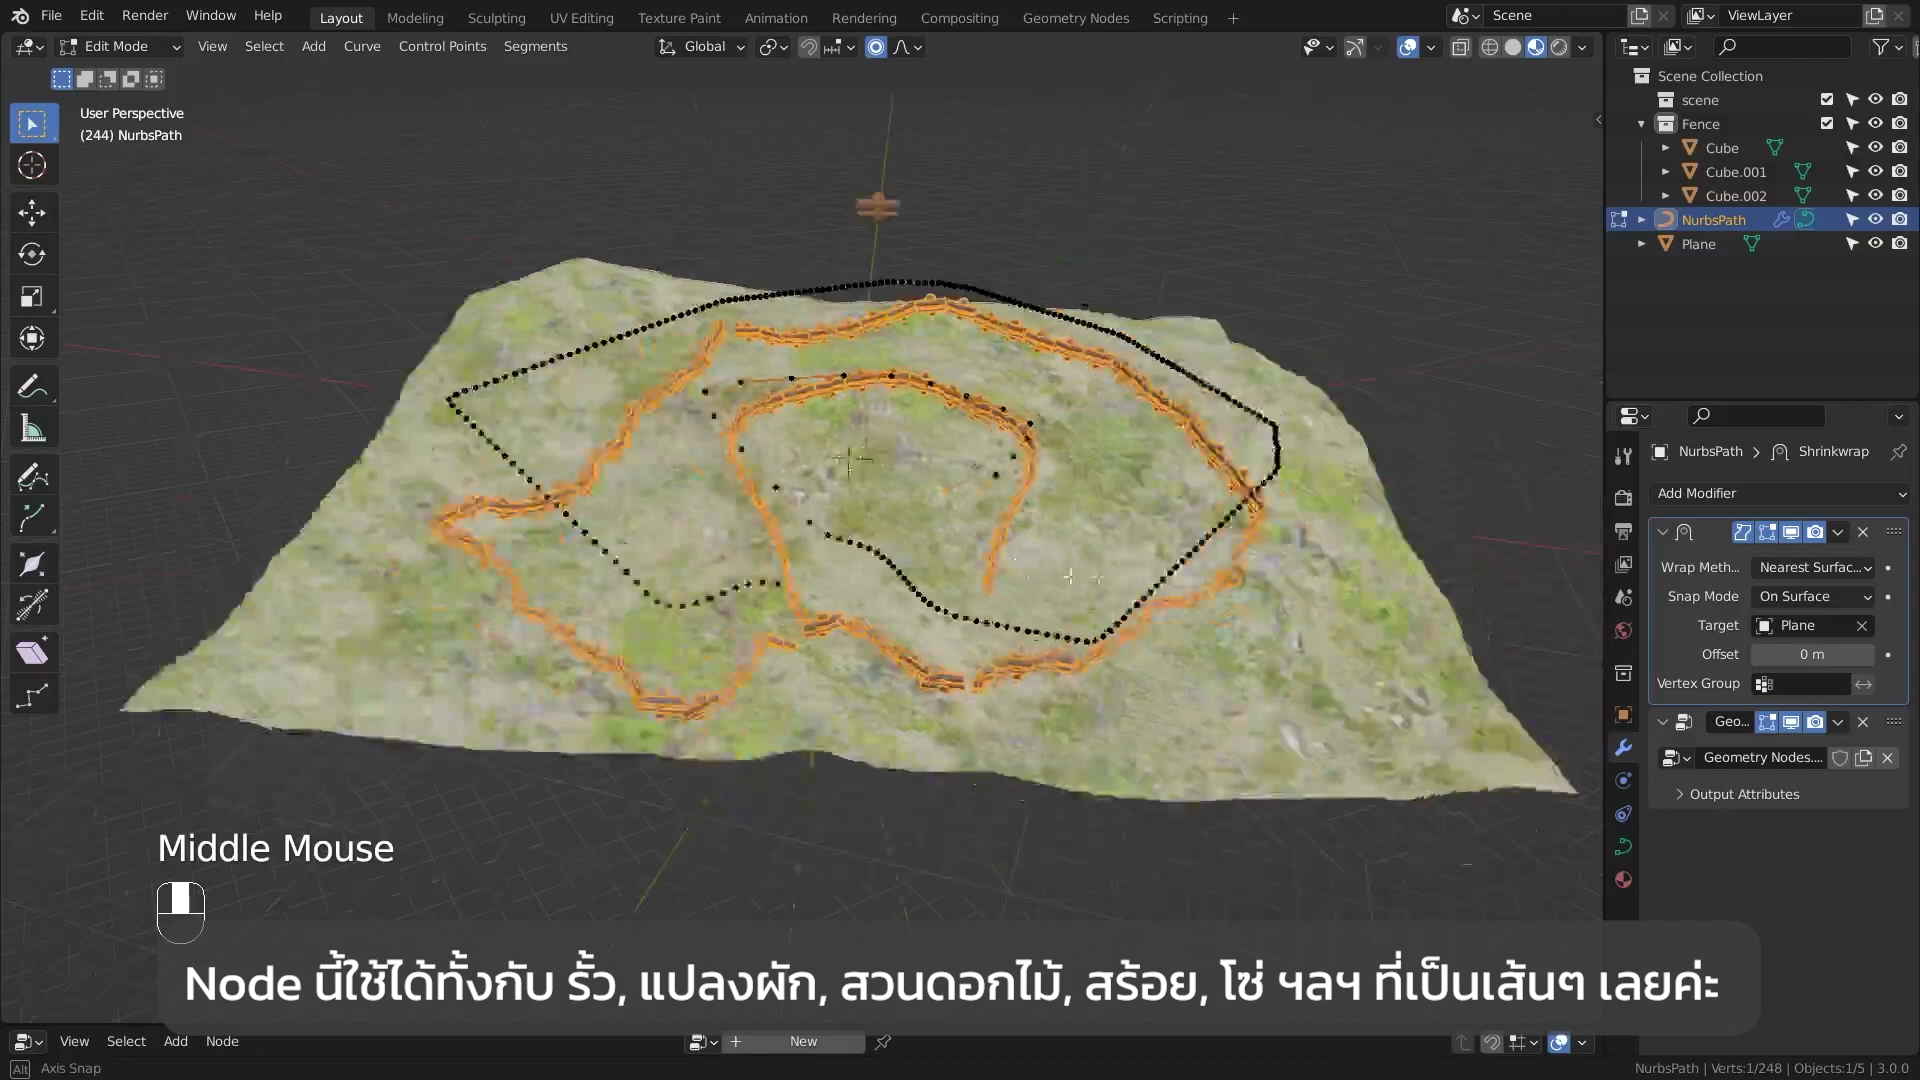 File Edit Render Window Help Layout Modeling Sculpting UV Editing Texture Paint Animation Rendering Compositing Geometry Nodes Scripting Scene ViewLayer
Edit Mode View Select Add Curve Control Points Segments Global
User Perspective
(244) NurbsPath
Scene Collection
scene
Fence
Cube
Cube.001
Cube.002
NurbsPath
Plane
NurbsPath Shrinkwrap
Add Modifier
Wrap Meth... Nearest Surfac...
Snap Mode On Surface
Target Plane
Offset 0 m
Vertex Group
Geo...
Geometry Nodes....
Output Attributes
Middle Mouse
Node นี้ใช้ได้ทั้งกับ รั้ว, แปลงผัก, สวนดอกไม้, สร้อย, โซ่ ฯลฯ ที่เป็นเส้นๆ เลยค่ะ
View Select Add Node New
Alt Axis Snap NurbsPath | Verts:1/248 | Objects:1/5 | 3.0.0